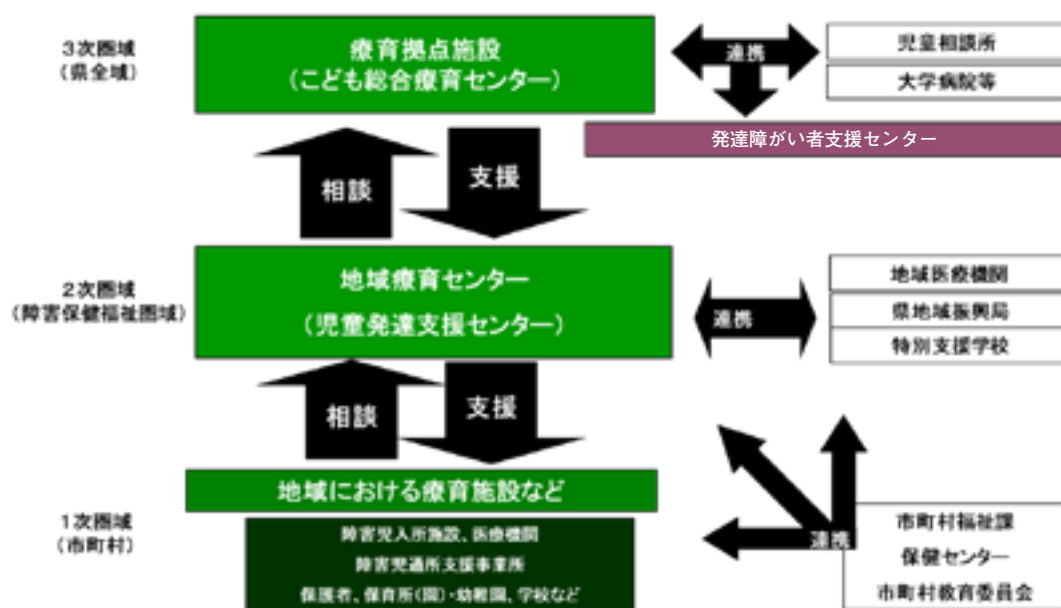 3次圏域
(県全域)
療育拠点施設
(こども総合療育センター)
連携
児童相談所
大学病院等
発達障がい者支援センター
相談
支援
2次圏域
(障害保健福祉圏域)
地域療育センター
(児童発達支援センター)
連携
地域医療機関
県地域振興局
特別支援学校
相談
支援
1次圏域
(市町村)
地域における療育施設など
障害児入所施設、医療機関
障害児通所支援事業所
保護者、保育所(園)・幼稚園、学校など
連携
市町村福祉課
保健センター
市町村教育委員会